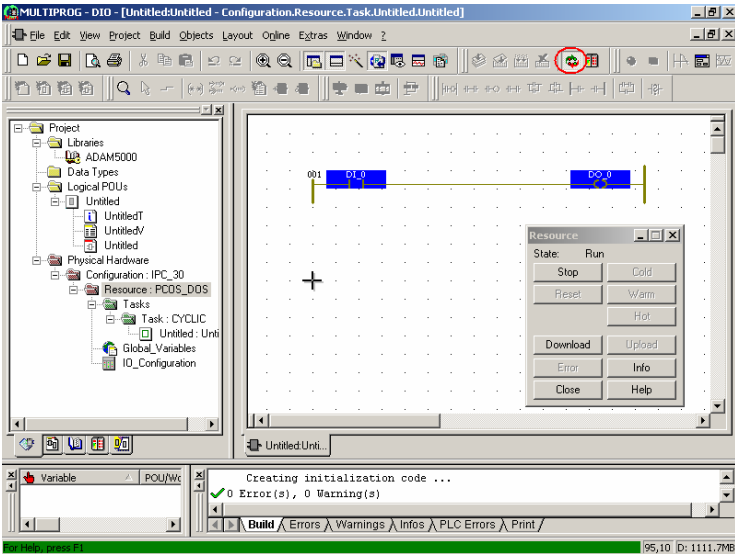 MULTIPROG - DIO - [Untitled:Untitled - Configuration.Resource.Task.Untitled.Untitled]
File Edit View Project Build Objects Layout Online Extras Window ?
Project
Libraries
ADAM5000
Data Types
Logical POUs
Untitled
UntitledT
UntitledV
Untitled
Physical Hardware
Configuration : IPC_30
Resource : PCOS_DOS
Tasks
Task : CYCLIC
Untitled : Unti
Global_Variables
IO_Configuration
001 DI_0 DO_0
Resource
State: Run
Stop Cold
Reset Warm
Hot
Download Upload
Error Info
Close Help
Untitled:Unti...
Variable POU/Wo
Creating initialization code ...
0 Error(s), 0 Warning(s)
Build Errors Warnings Infos PLC Errors Print
For Help, press F1
95,10 D: 1111.7MB